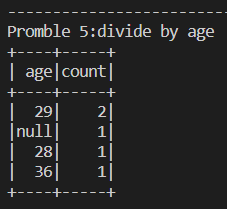 --------------------------
Promble 5:divide by age
+----+-----+
| age|count|
+----+-----+
|  29|    2|
|null|    1|
|  28|    1|
|  36|    1|
+----+-----+